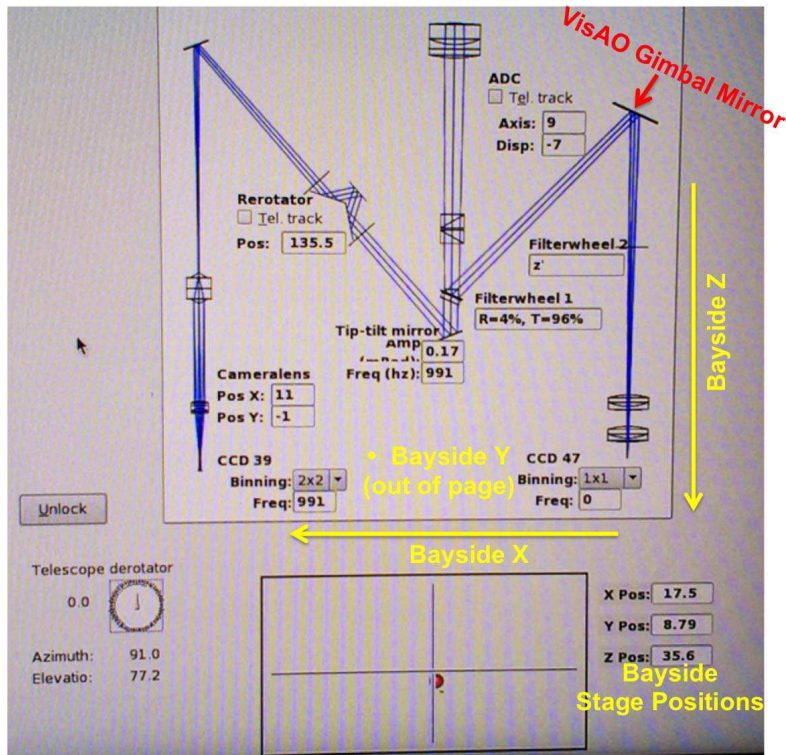 VisAO Gimbal Mirror
ADC
Tel. track
Axis: 9
Disp: -7
Rerotator
Tel. track
Pos: 135.5
Filterwheel 2
z'
Filterwheel 1
R=4%, T=96%
Tip-tilt mirror
Amp 0.17
Freq (hz): 991
Bayside Z
Cameralens
Pos X: 11
Pos Y: -1
CCD 39
Binning: 2x2
Freq: 991
• Bayside Y
(out of page)
CCD 47
Binning: 1x1
Freq: 0
Unlock
Bayside X
Telescope derotator
0.0
Azimuth: 91.0
Elevatio: 77.2
X Pos: 17.5
Y Pos: 8.79
Z Pos: 35.6
Bayside
Stage Positions